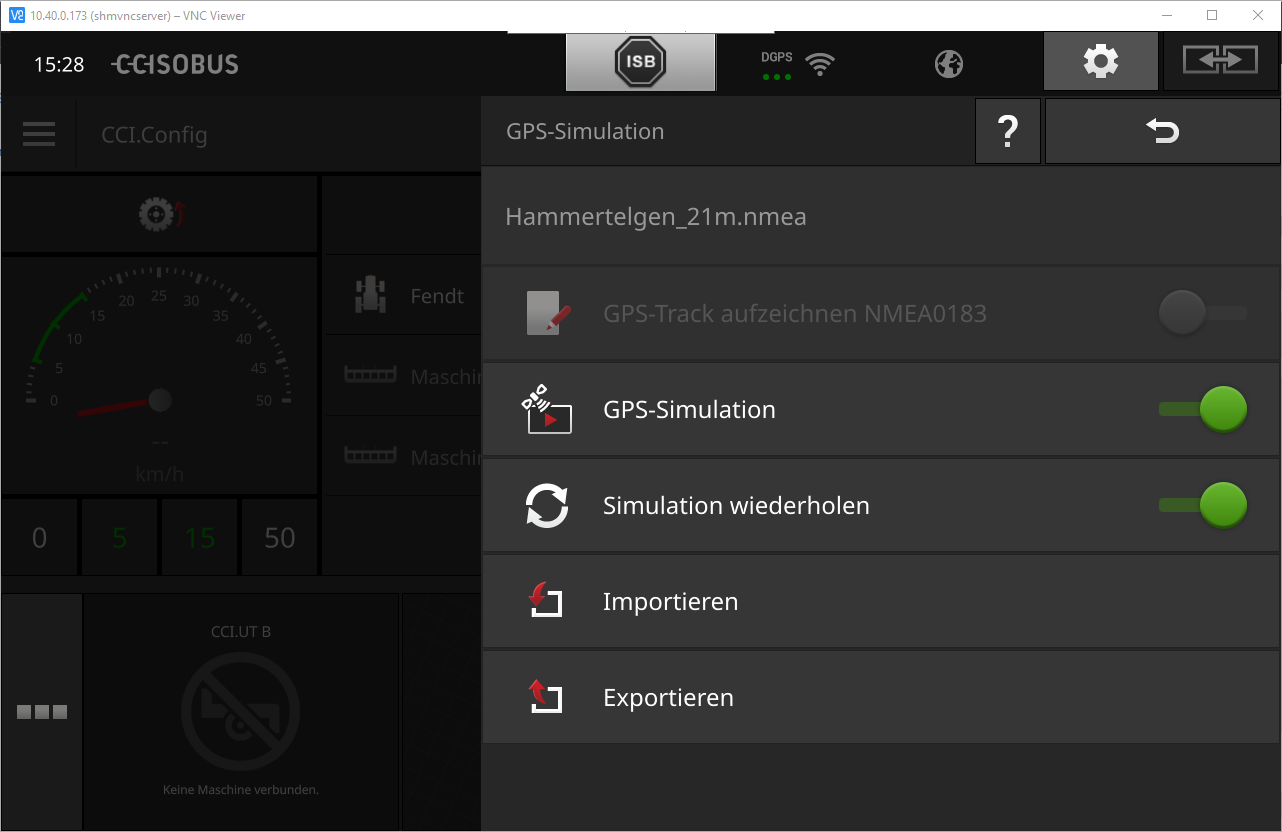 10.40.0.173 (shmvncserver) – VNC Viewer
15:28
CCISOBUS
ISB
DGPS
CCI.Config
GPS-Simulation
?
Hammertelgen_21m.nmea
GPS-Track aufzeichnen NMEA0183
GPS-Simulation
Simulation wiederholen
Importieren
Exportieren
0
5
10
15
20
25
30
35
40
45
50
--
km/h
Fendt
Maschin
Maschin
0
5
15
50
CCI.UT B
Keine Maschine verbunden.